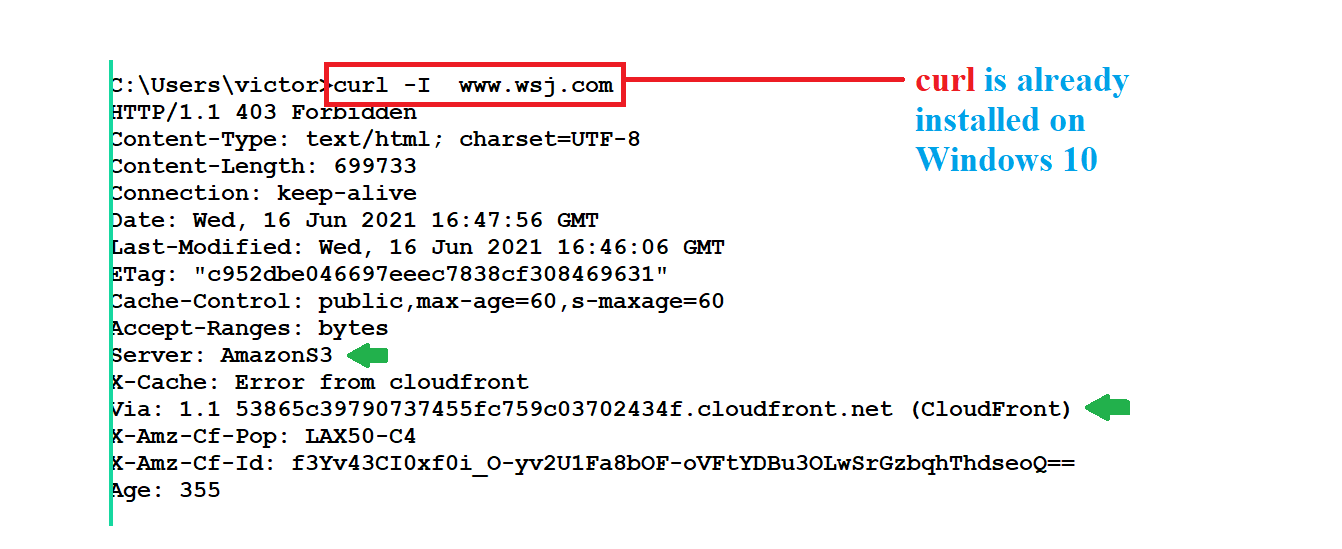 C:\Users\victor>curl -I  www.wsj.com
HTTP/1.1 403 Forbidden
Content-Type: text/html; charset=UTF-8
Content-Length: 699733
Connection: keep-alive
Date: Wed, 16 Jun 2021 16:47:56 GMT
Last-Modified: Wed, 16 Jun 2021 16:46:06 GMT
ETag: "c952dbe046697eeec7838cf308469631"
Cache-Control: public,max-age=60,s-maxage=60
Accept-Ranges: bytes
Server: AmazonS3
X-Cache: Error from cloudfront
Via: 1.1 53865c39790737455fc759c03702434f.cloudfront.net (CloudFront)
X-Amz-Cf-Pop: LAX50-C4
X-Amz-Cf-Id: f3Yv43CI0xf0i_O-yv2U1Fa8bOF-oVFtYDBu3OLwSrGzbqhThdseoQ==
Age: 355
curl is already
installed on
Windows 10